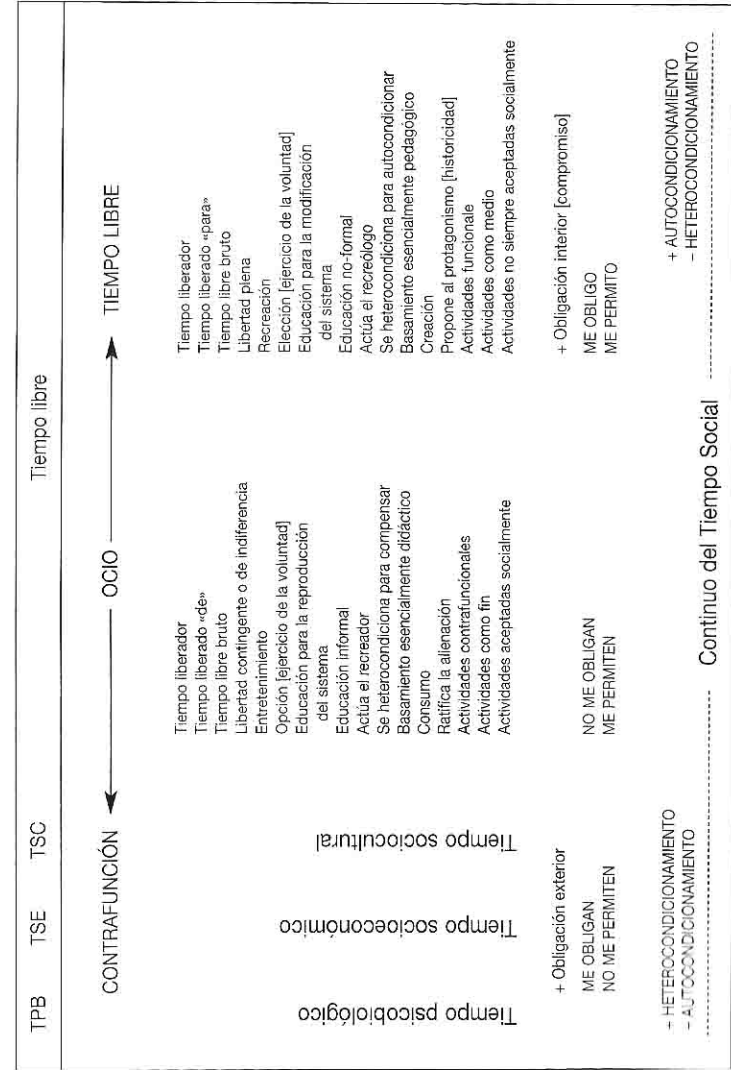 TPB TSE TSC Tiempo libre
CONTRAFUNCIÓN OCIO TIEMPO LIBRE
Tiempo psicobiológico
Tiempo socioeconómico
Tiempo sociocultural
Tiempo liberador
Tiempo liberado «de»
Tiempo libre bruto
Libertad contingente o de indiferencia
Entretenimiento
Opción [ejercicio de la voluntad]
Educación para la reproducción
del sistema
Educación informal
Actúa el recreador
Se heterocondiciona para compensar
Basamiento esencialmente didáctico
Consumo
Ratifica la alienación
Actividades contrafuncionales
Actividades como fin
Actividades aceptadas socialmente
Tiempo liberador
Tiempo liberado «para»
Tiempo libre bruto
Libertad plena
Recreación
Elección [ejercicio de la voluntad]
Educación para la modificación
del sistema
Educación no-formal
Actúa el recreólogo
Se heterocondiciona para autocondicionar
Basamiento esencialmente pedagógico
Creación
Propone al protagonismo [historicidad]
Actividades funcionale
Actividades como medio
Actividades no siempre aceptadas socialmente
+ Obligación exterior
ME OBLIGAN
NO ME PERMITEN
NO ME OBLIGAN
ME PERMITEN
+ Obligación interior [compromiso]
ME OBLIGO
ME PERMITO
+ HETEROCONDICIONAMIENTO
– AUTOCONDICIONAMIENTO
+ AUTOCONDICIONAMIENTO
– HETEROCONDICIONAMIENTO
Continuo del Tiempo Social